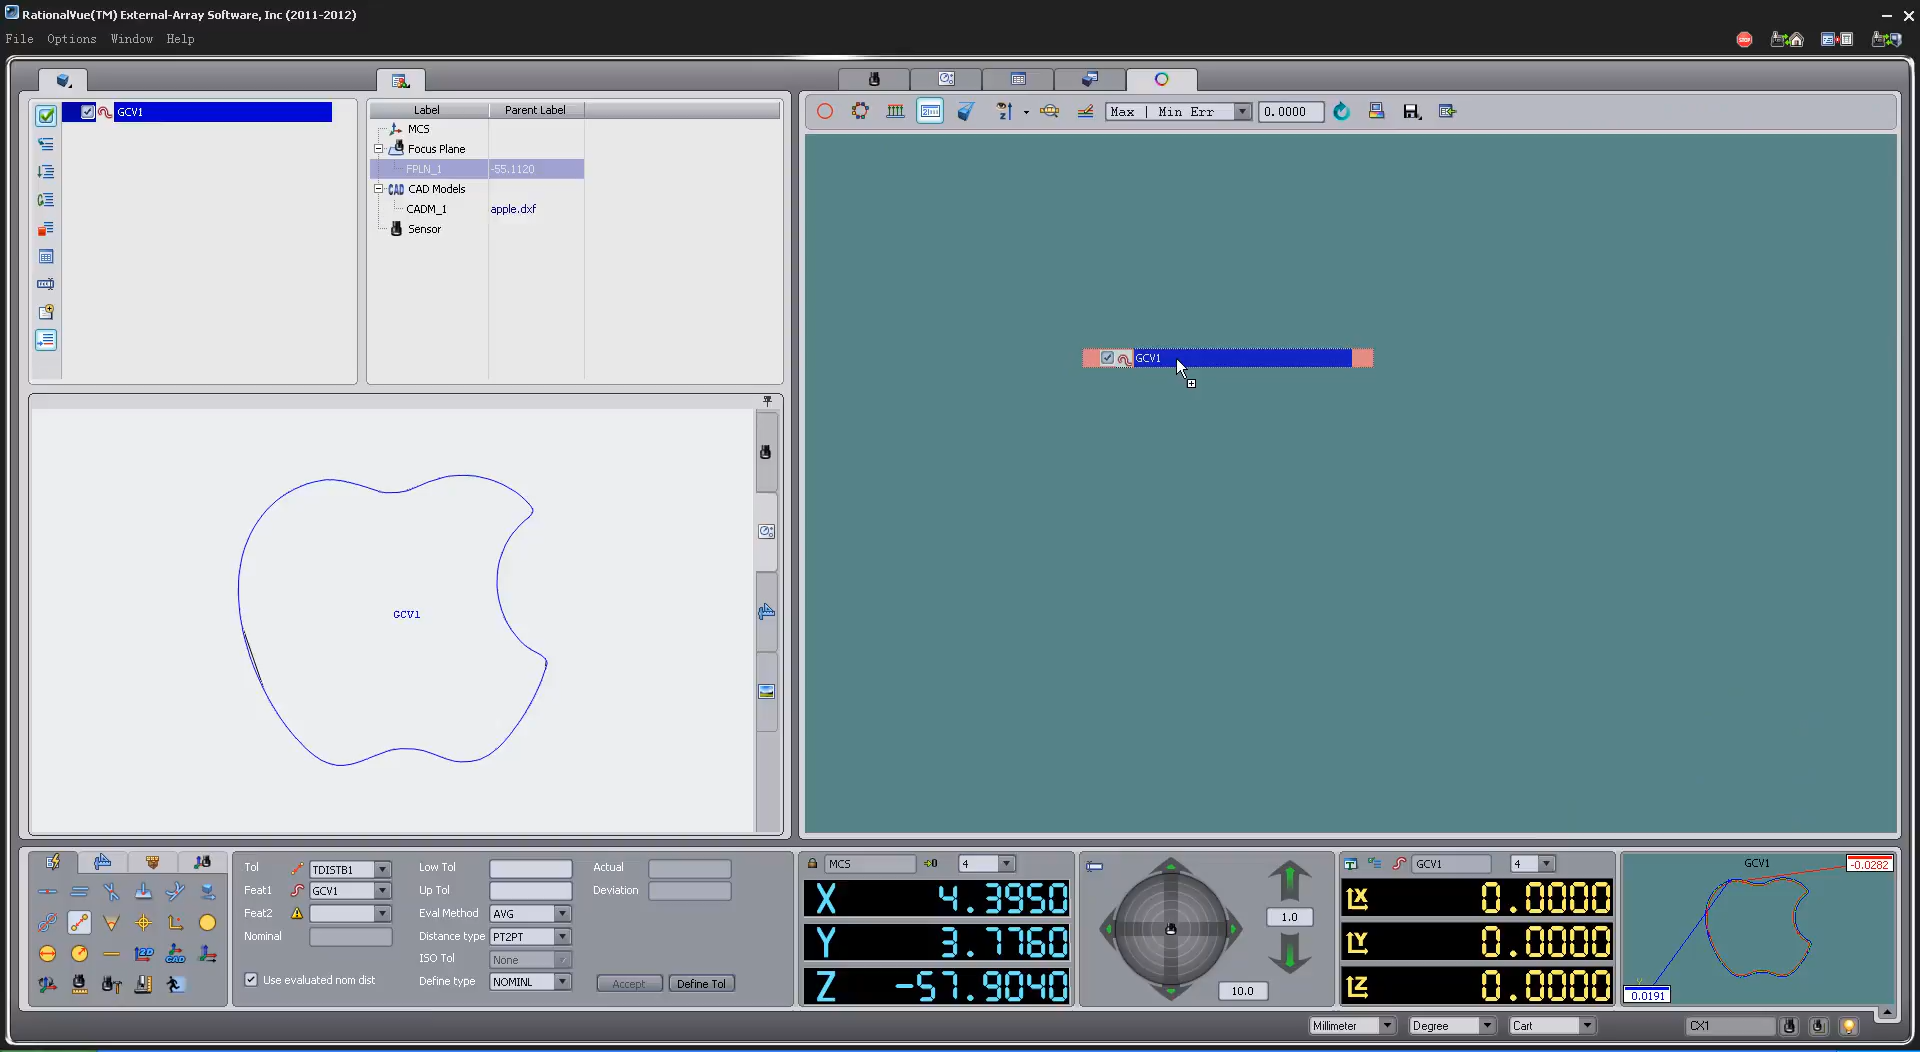 RationalVue(TM) External-Array Software, Inc (2011-2012)
File Options Window Help
GCV1
Label Parent Label
MCS
Focus Plane
FPLN_1 -55.1120
CAD Models
CADM_1 apple.dxf
Sensor
Max | Min Err 0.0000
GCV1
GCV1
Tol TDISTB1
Feat1 GCV1
Feat2
Nominal
Use evaluated nom dist
Low Tol
Up Tol
Eval Method AVG
Distance type PT2PT
ISO Tol None
Define type NOMINL
Actual
Deviation
Accept Define Tol
MCS 4
X 4.3950
Y 3.7760
Z -57.9040
1.0
10.0
GCV1 4
X 0.0000
Y 0.0000
Z 0.0000
GCV1
-0.0282
0.0191
Millimeter Degree Cart CX1